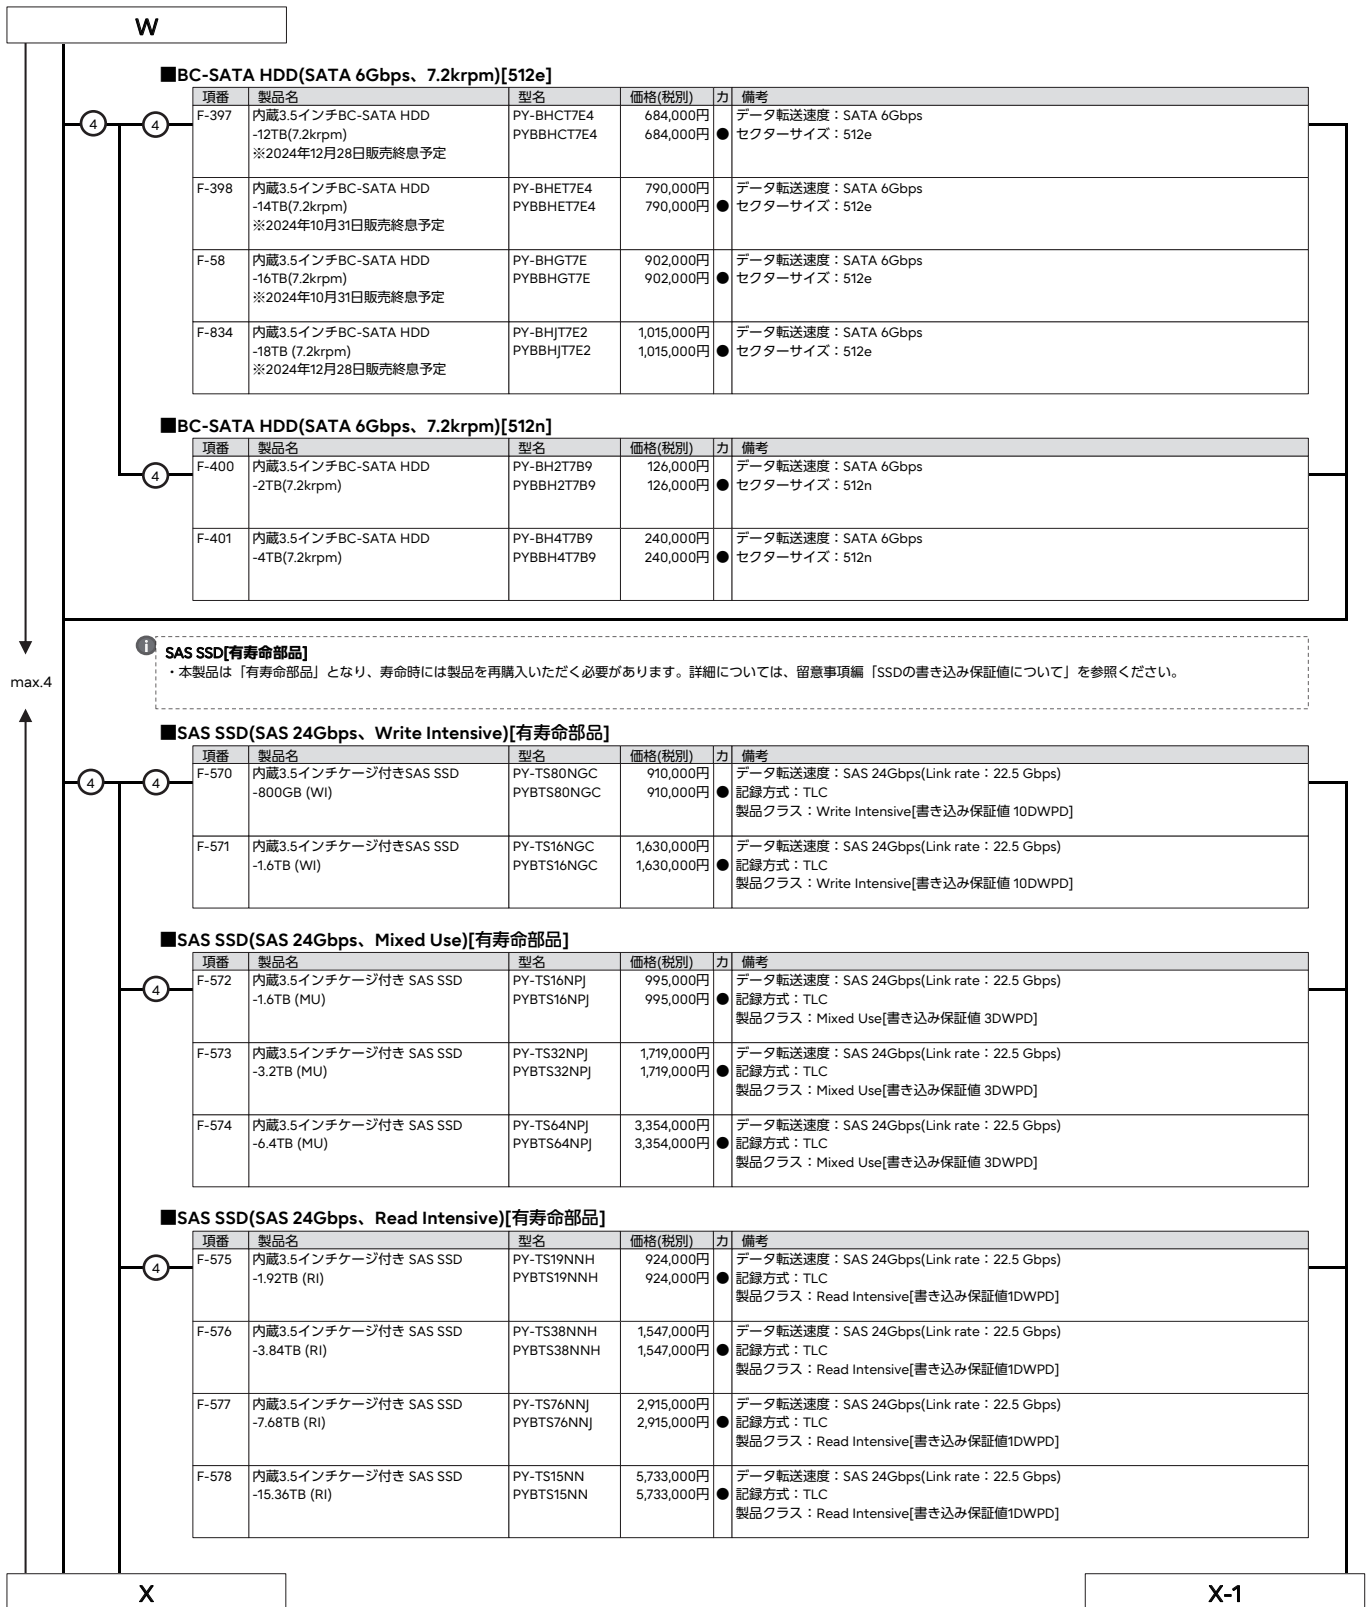 W
■BC-SATA HDD(SATA 6Gbps、7.2krpm)[512e]
項番 製品名 型名 価格(税別) カ 備考
F-397 内蔵3.5インチBC-SATA HDD PY-BHCT7E4 684,000円 データ転送速度：SATA 6Gbps
④ ④ -12TB(7.2krpm) PYBBHCT7E4 684,000円 ● セクターサイズ：512e
※2024年12月28日販売終息予定
F-398 内蔵3.5インチBC-SATA HDD PY-BHET7E4 790,000円 データ転送速度：SATA 6Gbps
-14TB(7.2krpm) PYBBHET7E4 790,000円 ● セクターサイズ：512e
※2024年10月31日販売終息予定
F-58 内蔵3.5インチBC-SATA HDD PY-BHGT7E 902,000円 データ転送速度：SATA 6Gbps
-16TB(7.2krpm) PYBBHGT7E 902,000円 ● セクターサイズ：512e
※2024年10月31日販売終息予定
F-834 内蔵3.5インチBC-SATA HDD PY-BHJT7E2 1,015,000円 データ転送速度：SATA 6Gbps
-18TB (7.2krpm) PYBBHJT7E2 1,015,000円 ● セクターサイズ：512e
※2024年12月28日販売終息予定
■BC-SATA HDD(SATA 6Gbps、7.2krpm)[512n]
項番 製品名 型名 価格(税別) カ 備考
F-400 内蔵3.5インチBC-SATA HDD PY-BH2T7B9 126,000円 データ転送速度：SATA 6Gbps
④ -2TB(7.2krpm) PYBBH2T7B9 126,000円 ● セクターサイズ：512n
F-401 内蔵3.5インチBC-SATA HDD PY-BH4T7B9 240,000円 データ転送速度：SATA 6Gbps
-4TB(7.2krpm) PYBBH4T7B9 240,000円 ● セクターサイズ：512n
i SAS SSD[有寿命部品]
・本製品は「有寿命部品」となり、寿命時には製品を再購入いただく必要があります。詳細については、留意事項編「SSDの書き込み保証値について」を参照ください。
max.4
■SAS SSD(SAS 24Gbps、Write Intensive)[有寿命部品]
項番 製品名 型名 価格(税別) カ 備考
F-570 内蔵3.5インチケージ付きSAS SSD PY-TS80NGC 910,000円 データ転送速度：SAS 24Gbps(Link rate：22.5 Gbps)
④ ④ -800GB (WI) PYBTS80NGC 910,000円 ● 記録方式：TLC
製品クラス：Write Intensive[書き込み保証値 10DWPD]
F-571 内蔵3.5インチケージ付きSAS SSD PY-TS16NGC 1,630,000円 データ転送速度：SAS 24Gbps(Link rate：22.5 Gbps)
-1.6TB (WI) PYBTS16NGC 1,630,000円 ● 記録方式：TLC
製品クラス：Write Intensive[書き込み保証値 10DWPD]
■SAS SSD(SAS 24Gbps、Mixed Use)[有寿命部品]
項番 製品名 型名 価格(税別) カ 備考
F-572 内蔵3.5インチケージ付き SAS SSD PY-TS16NPJ 995,000円 データ転送速度：SAS 24Gbps(Link rate：22.5 Gbps)
④ -1.6TB (MU) PYBTS16NPJ 995,000円 ● 記録方式：TLC
製品クラス：Mixed Use[書き込み保証値 3DWPD]
F-573 内蔵3.5インチケージ付き SAS SSD PY-TS32NPJ 1,719,000円 データ転送速度：SAS 24Gbps(Link rate：22.5 Gbps)
-3.2TB (MU) PYBTS32NPJ 1,719,000円 ● 記録方式：TLC
製品クラス：Mixed Use[書き込み保証値 3DWPD]
F-574 内蔵3.5インチケージ付き SAS SSD PY-TS64NPJ 3,354,000円 データ転送速度：SAS 24Gbps(Link rate：22.5 Gbps)
-6.4TB (MU) PYBTS64NPJ 3,354,000円 ● 記録方式：TLC
製品クラス：Mixed Use[書き込み保証値 3DWPD]
■SAS SSD(SAS 24Gbps、Read Intensive)[有寿命部品]
項番 製品名 型名 価格(税別) カ 備考
F-575 内蔵3.5インチケージ付き SAS SSD PY-TS19NNH 924,000円 データ転送速度：SAS 24Gbps(Link rate：22.5 Gbps)
④ -1.92TB (RI) PYBTS19NNH 924,000円 ● 記録方式：TLC
製品クラス：Read Intensive[書き込み保証値1DWPD]
F-576 内蔵3.5インチケージ付き SAS SSD PY-TS38NNH 1,547,000円 データ転送速度：SAS 24Gbps(Link rate：22.5 Gbps)
-3.84TB (RI) PYBTS38NNH 1,547,000円 ● 記録方式：TLC
製品クラス：Read Intensive[書き込み保証値1DWPD]
F-577 内蔵3.5インチケージ付き SAS SSD PY-TS76NNJ 2,915,000円 データ転送速度：SAS 24Gbps(Link rate：22.5 Gbps)
-7.68TB (RI) PYBTS76NNJ 2,915,000円 ● 記録方式：TLC
製品クラス：Read Intensive[書き込み保証値1DWPD]
F-578 内蔵3.5インチケージ付き SAS SSD PY-TS15NN 5,733,000円 データ転送速度：SAS 24Gbps(Link rate：22.5 Gbps)
-15.36TB (RI) PYBTS15NN 5,733,000円 ● 記録方式：TLC
製品クラス：Read Intensive[書き込み保証値1DWPD]
X X-1